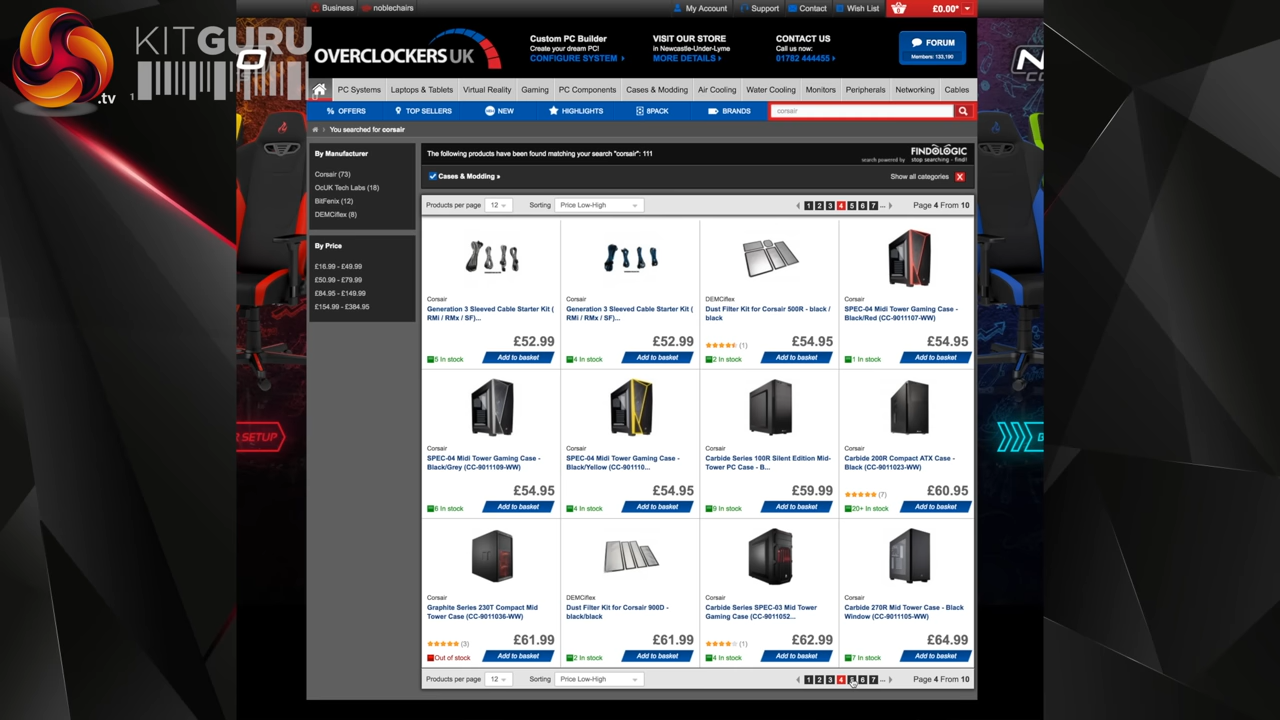 KITGURU
.tv
1
Business
noblechairs
My Account
Support
Contact
Wish List
0
£0.00*
OVERCLOCKERS UK
Custom PC Builder
Create your dream PC!
CONFIGURE SYSTEM
VISIT OUR STORE
in Newcastle-Under-Lyme
MORE DETAILS
CONTACT US
Call us now:
01782 444455
FORUM
Members: 133,190
PC Systems
Laptops & Tablets
Virtual Reality
Gaming
PC Components
Cases & Modding
Air Cooling
Water Cooling
Monitors
Peripherals
Networking
Cables
% OFFERS
TOP SELLERS
NEW
HIGHLIGHTS
8PACK
BRANDS
corsair
You searched for corsair
By Manufacturer
Corsair (73)
OcUK Tech Labs (18)
BitFenix (12)
DEMCiflex (8)
By Price
£16.99 - £49.99
£50.99 - £79.99
£84.95 - £149.99
£154.99 - £384.95
The following products have been found matching your search "corsair": 111
search powered by
FINDOLOGIC
stop searching - find!
Cases & Modding »
Show all categories X
Products per page 12
Sorting Price Low-High
1 2 3 4 5 6 7 ...
Page 4 From 10
Corsair
Generation 3 Sleeved Cable Starter Kit (
RMi / RMx / SF)...
£52.99
5 In stock
Add to basket
Corsair
Generation 3 Sleeved Cable Starter Kit (
RMi / RMx / SF)...
£52.99
4 In stock
Add to basket
DEMCiflex
Dust Filter Kit for Corsair 500R - black /
black
(1)
£54.95
2 In stock
Add to basket
Corsair
SPEC-04 Midi Tower Gaming Case -
Black/Red (CC-9011107-WW)
£54.95
1 In stock
Add to basket
Corsair
SPEC-04 Midi Tower Gaming Case -
Black/Grey (CC-9011109-WW)
£54.95
6 In stock
Add to basket
Corsair
SPEC-04 Midi Tower Gaming Case -
Black/Yellow (CC-901110...
£54.95
4 In stock
Add to basket
Corsair
Carbide Series 100R Silent Edition Mid-
Tower PC Case - B...
£59.99
9 In stock
Add to basket
Corsair
Carbide 200R Compact ATX Case -
Black (CC-9011023-WW)
(7)
£60.95
20+ In stock
Add to basket
Corsair
Graphite Series 230T Compact Mid
Tower Case (CC-9011036-WW)
(3)
£61.99
Out of stock
Add to basket
DEMCiflex
Dust Filter Kit for Corsair 900D -
black/black
£61.99
2 In stock
Add to basket
Corsair
Carbide Series SPEC-03 Mid Tower
Gaming Case (CC-9011052...
(1)
£62.99
4 In stock
Add to basket
Corsair
Carbide 270R Mid Tower Case - Black
Window (CC-9011105-WW)
£64.99
7 In stock
Add to basket
Products per page 12
Sorting Price Low-High
1 2 3 4 5 6 7 ...
Page 4 From 10
R SETUP